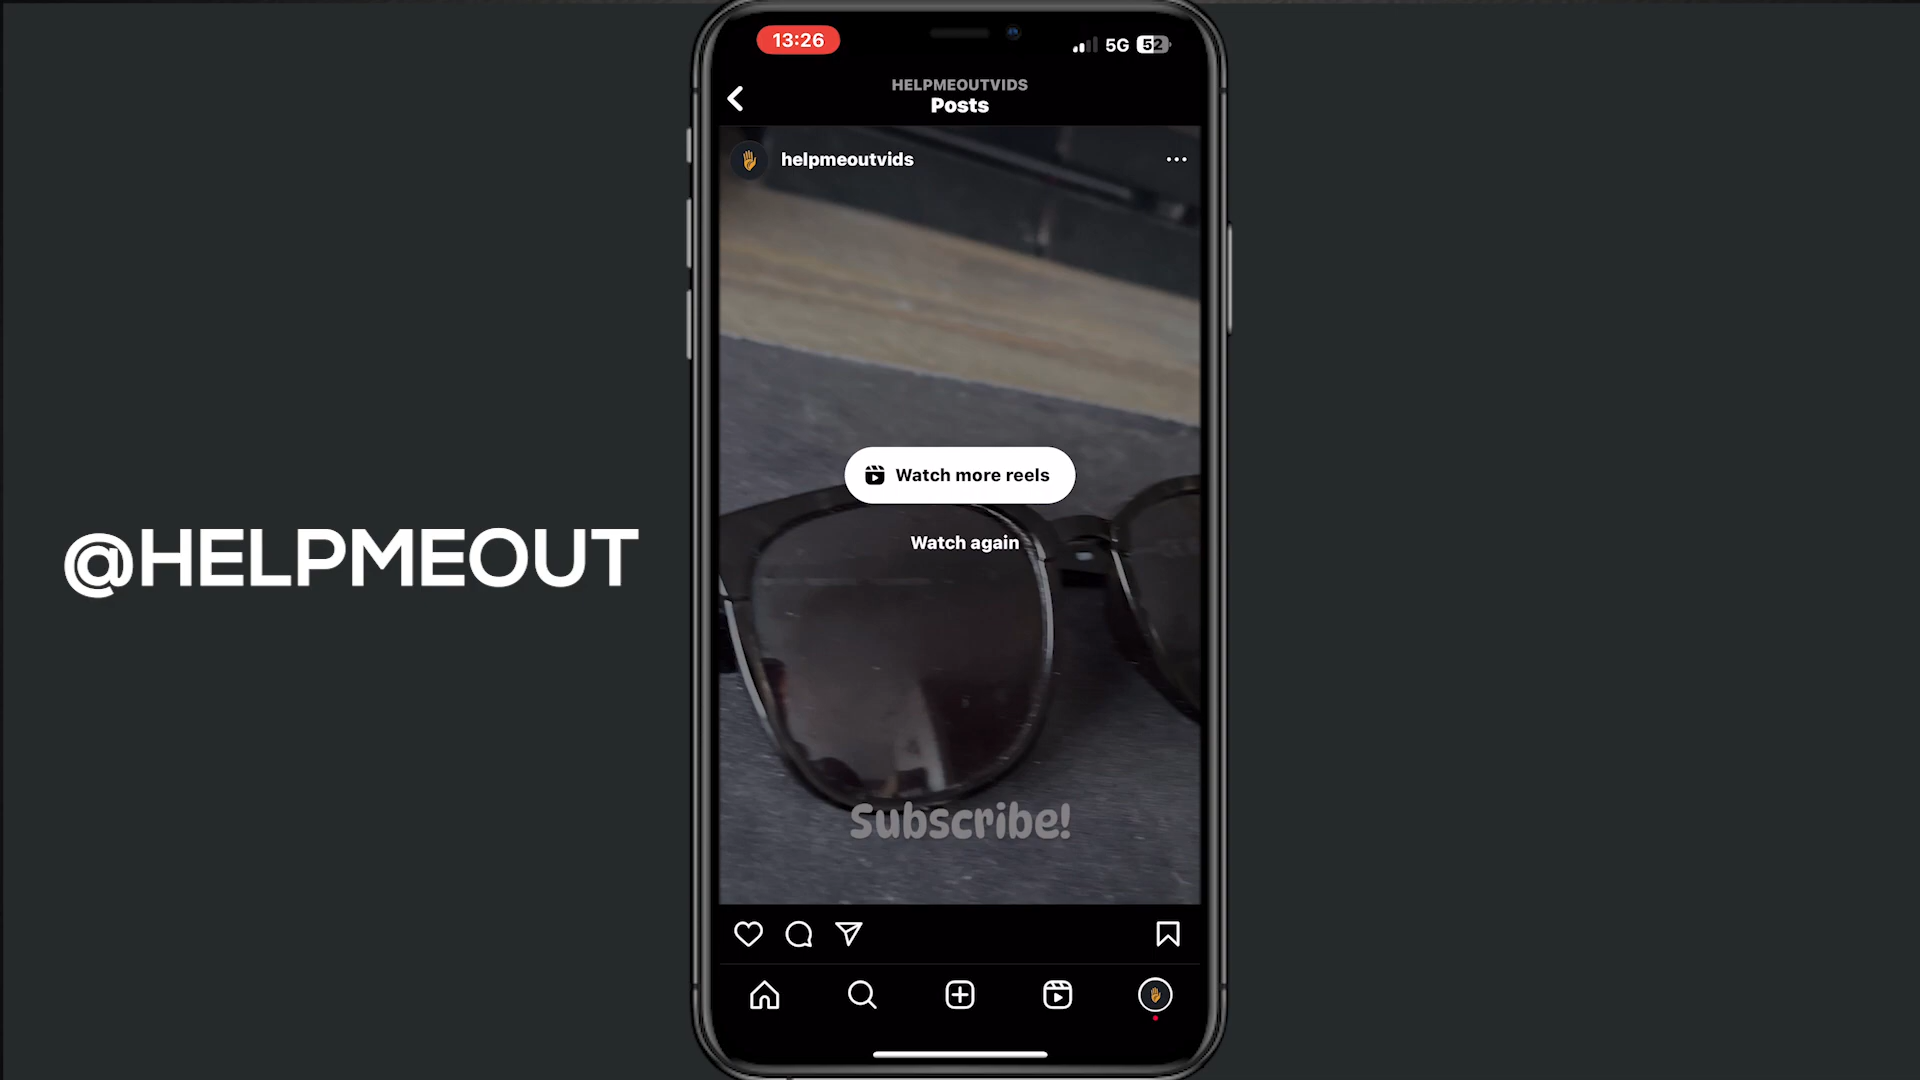 13:26
5G 52
HELPMEOUTVIDS
Posts
helpmeoutvids
Watch more reels
Watch again
@HELPMEOUT
Subscribe!